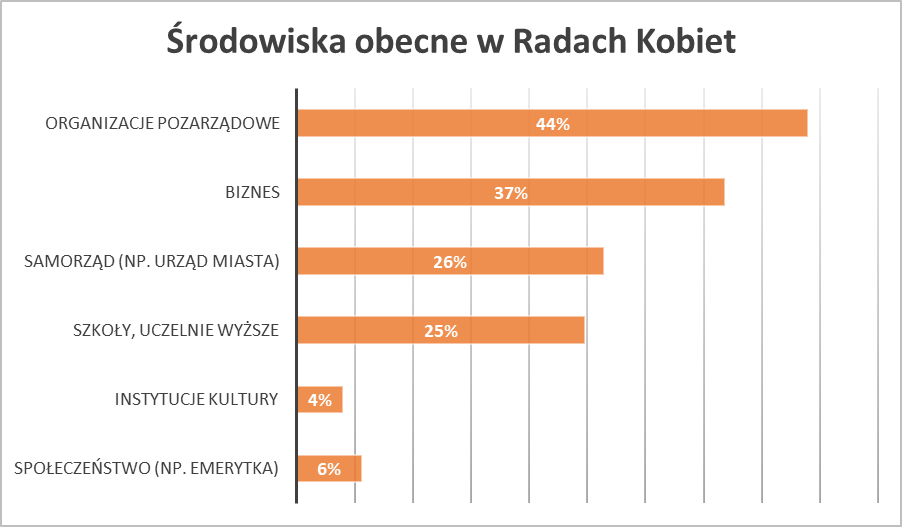 Środowiska obecne w Radach Kobiet
ORGANIZACJE POZARZĄDOWE
44%
BIZNES
37%
SAMORZĄD (NP. URZĄD MIASTA)
26%
SZKOŁY, UCZELNIE WYŻSZE
25%
INSTYTUCJE KULTURY
4%
SPOŁECZEŃSTWO (NP. EMERYTKA)
6%